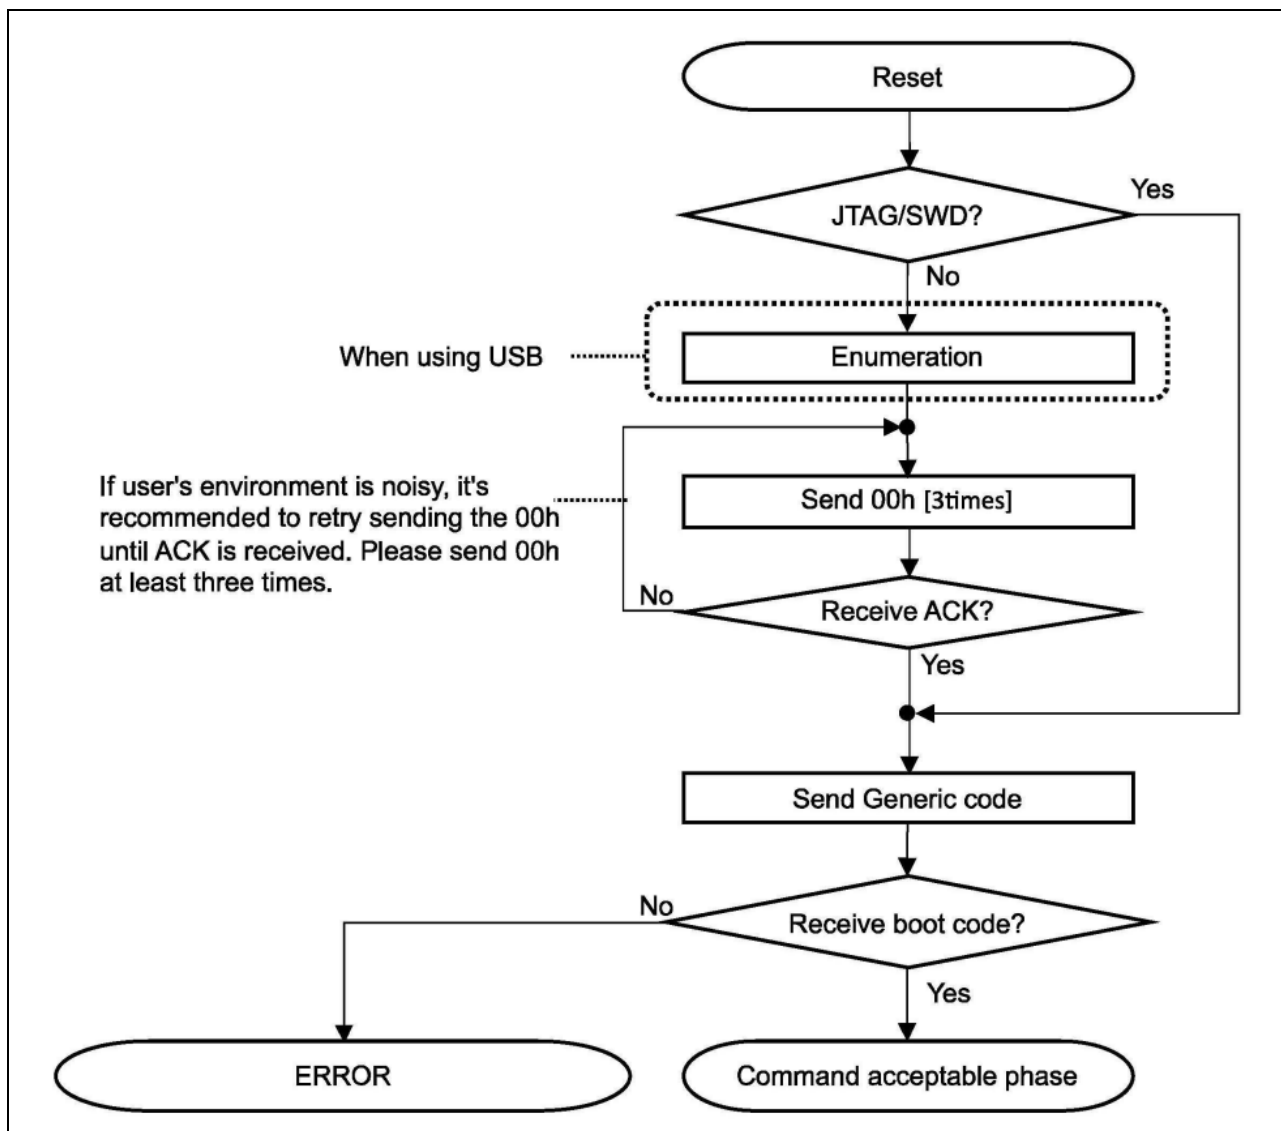 Reset
Yes
JTAG/SWD?
No
When using USB
Enumeration
If user's environment is noisy, it's
recommended to retry sending the 00h
until ACK is received. Please send 00h
at least three times.
Send 00h [3times]
No
Receive ACK?
Yes
Send Generic code
No
Receive boot code?
Yes
ERROR
Command acceptable phase